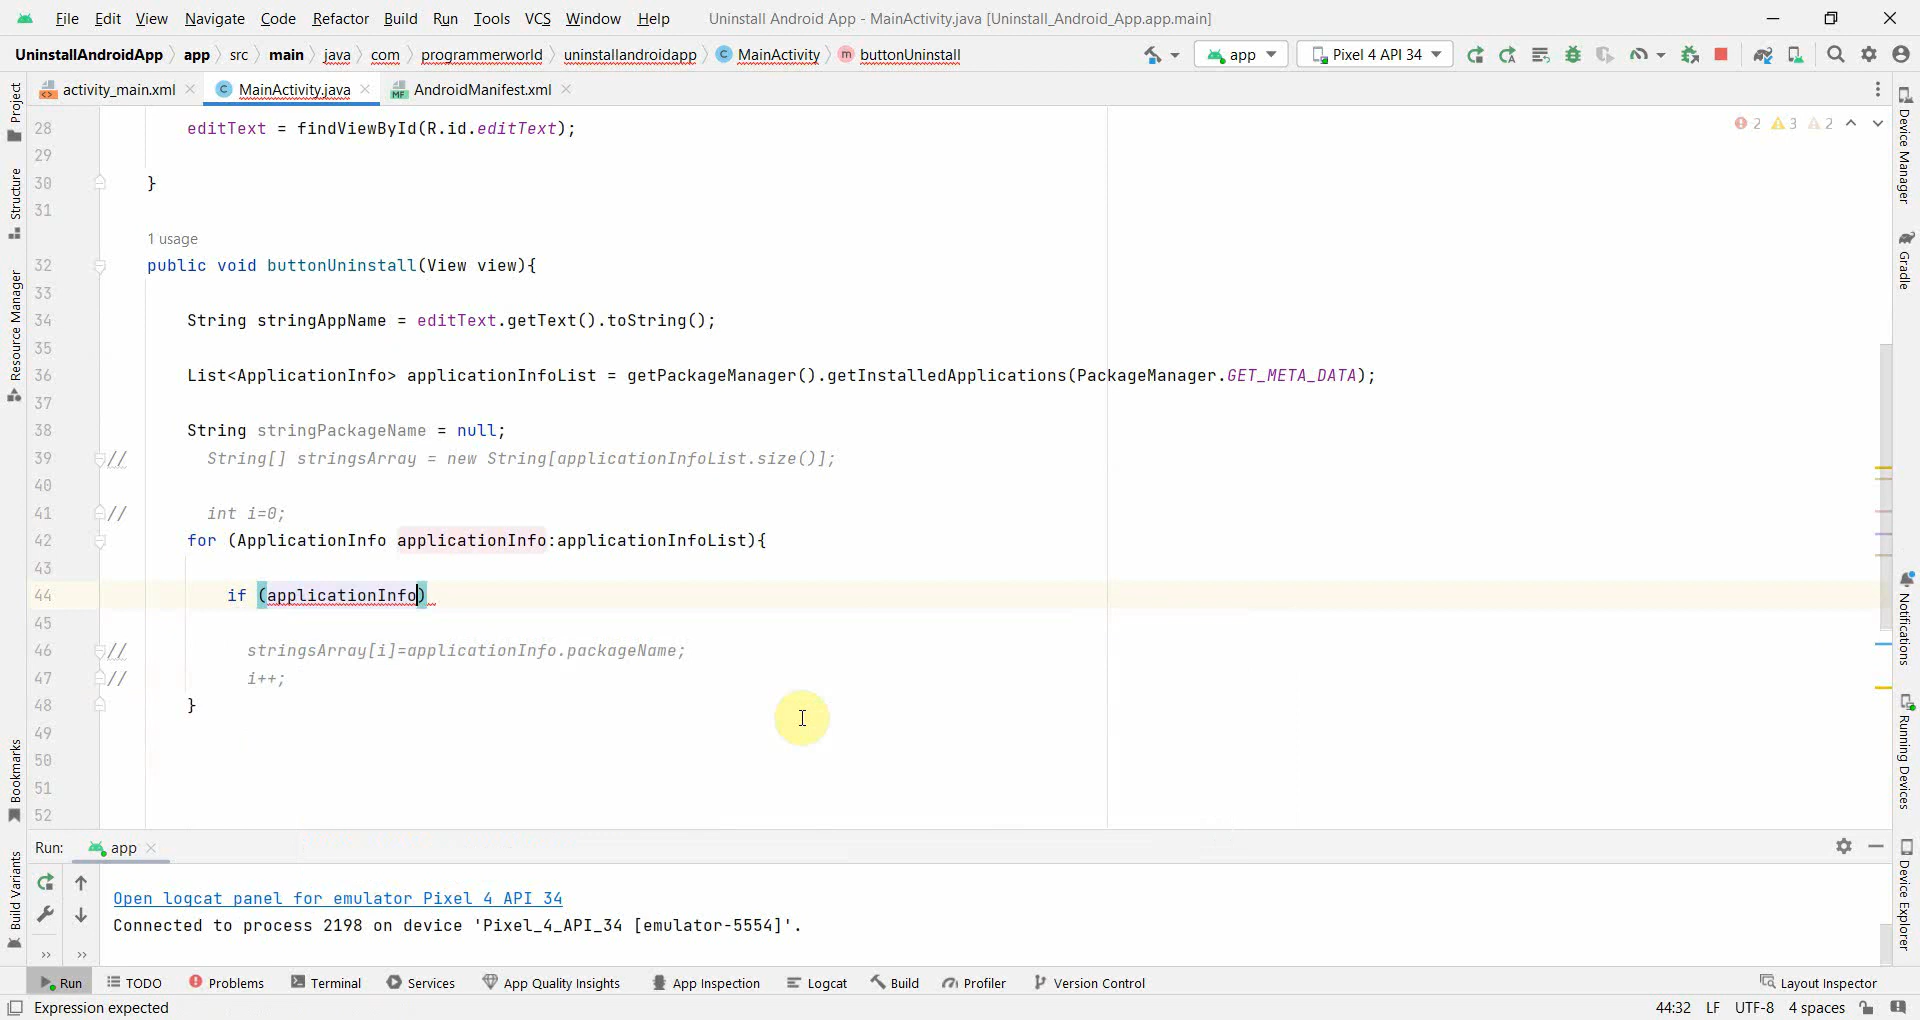 File Edit View Navigate Code Refactor Build Run Tools VCS Window Help Uninstall Android App - MainActivity.java [Uninstall_Android_App.app.main]
UninstallAndroidApp app src main java com programmerworld uninstallandroidapp C MainActivity m buttonUninstall app Pixel 4 API 34
activity_main.xml C MainActivity.java MF AndroidManifest.xml
2 3 2
28 editText = findViewById(R.id.editText);
29
30 }
31
1 usage
32 public void buttonUninstall(View view){
33
34 String stringAppName = editText.getText().toString();
35
36 List<ApplicationInfo> applicationInfoList = getPackageManager().getInstalledApplications(PackageManager.GET_META_DATA);
37
38 String stringPackageName = null;
39 // String[] stringsArray = new String[applicationInfoList.size()];
40
41 // int i=0;
42 for (ApplicationInfo applicationInfo:applicationInfoList){
43
44 if (applicationInfo)
45
46 // stringsArray[i]=applicationInfo.packageName;
47 // i++;
48 }
49
50
51
52
Project
Structure
Resource Manager
Bookmarks
Build Variants
Device Manager
Gradle
Notifications
Running Devices
Device Explorer
Run: app
Open logcat panel for emulator Pixel 4 API 34
Connected to process 2198 on device 'Pixel_4_API_34 [emulator-5554]'.
Run TODO Problems Terminal Services App Quality Insights App Inspection Logcat Build Profiler Version Control Layout Inspector
Expression expected 44:32 LF UTF-8 4 spaces